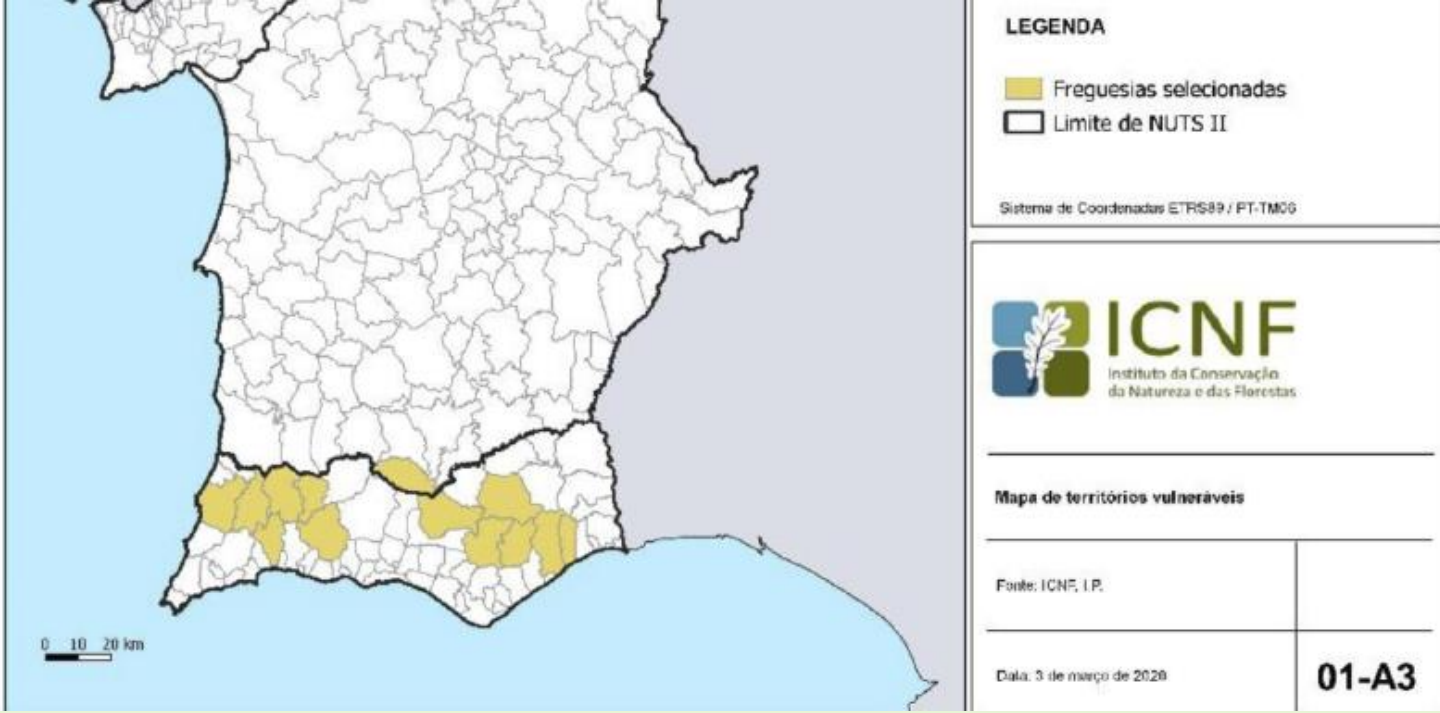 LEGENDA
Freguesias selecionadas
Limite de NUTS II
Sistema de Coordenadas ETRS89 / PT-TM06
ICNF
Instituto da Conservação
da Natureza e das Florestas
Mapa de territórios vulneráveis
Fonte: ICNF, I.P.
Data: 3 de março de 2020
01-A3
0 10 20 km